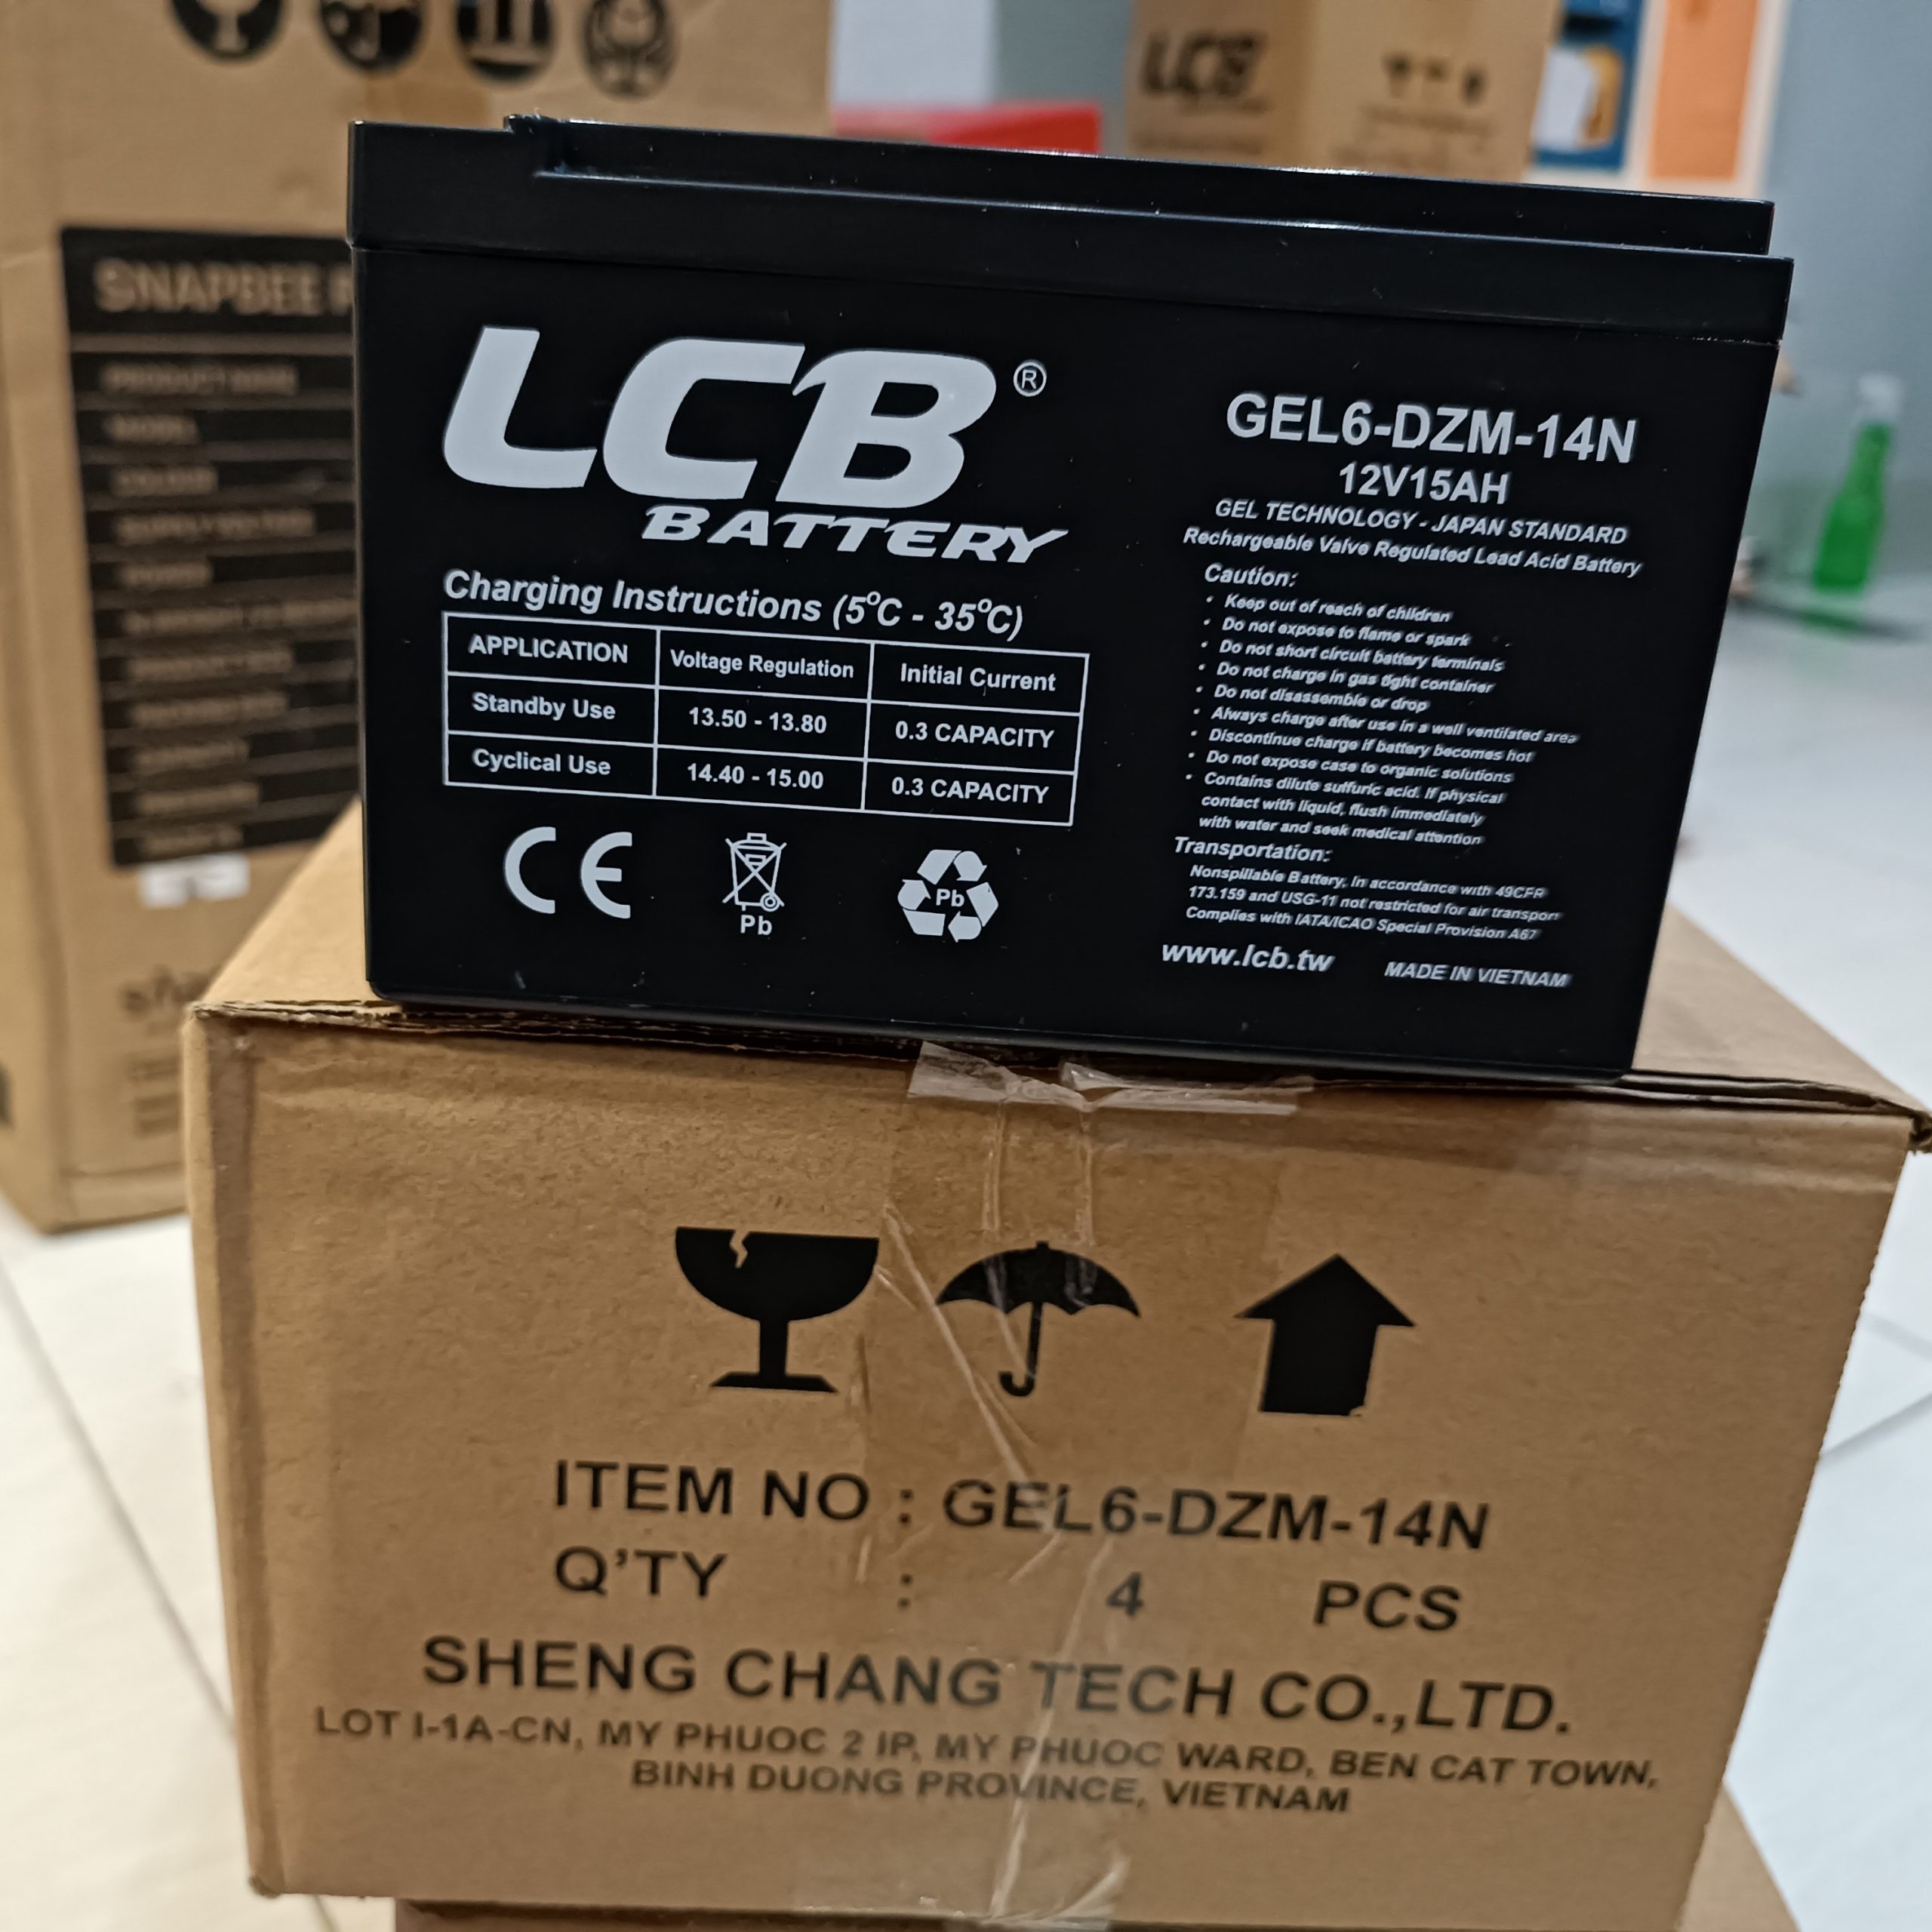 LCB
SNAPBEE
LCB®
BATTERY
Charging Instructions (5°C - 35°C)
APPLICATION Voltage Regulation Initial Current
Standby Use 13.50 - 13.80 0.3 CAPACITY
Cyclical Use 14.40 - 15.00 0.3 CAPACITY
CE
Pb
Pb
GEL6-DZM-14N
12V15AH
GEL TECHNOLOGY - JAPAN STANDARD
Rechargeable Valve Regulated Lead Acid Battery
Caution:
• Keep out of reach of children
• Do not expose to flame or spark
• Do not short circuit battery terminals
• Do not charge in gas tight container
• Do not disassemble or drop
• Always charge after use in a well ventilated area
• Discontinue charge if battery becomes hot
• Do not expose case to organic solutions
• Contains dilute sulfuric acid. If physical
contact with liquid, flush immediately
with water and seek medical attention
Transportation:
Nonspillable Battery, In accordance with 49CFR
173.159 and USG-11 not restricted for air transport
Complies with IATA/ICAO Special Provision A67
www.lcb.tw MADE IN VIETNAM
ITEM NO : GEL6-DZM-14N
Q'TY : 4 PCS
SHENG CHANG TECH CO.,LTD.
LOT I-1A-CN, MY PHUOC 2 IP, MY PHUOC WARD, BEN CAT TOWN,
BINH DUONG PROVINCE, VIETNAM